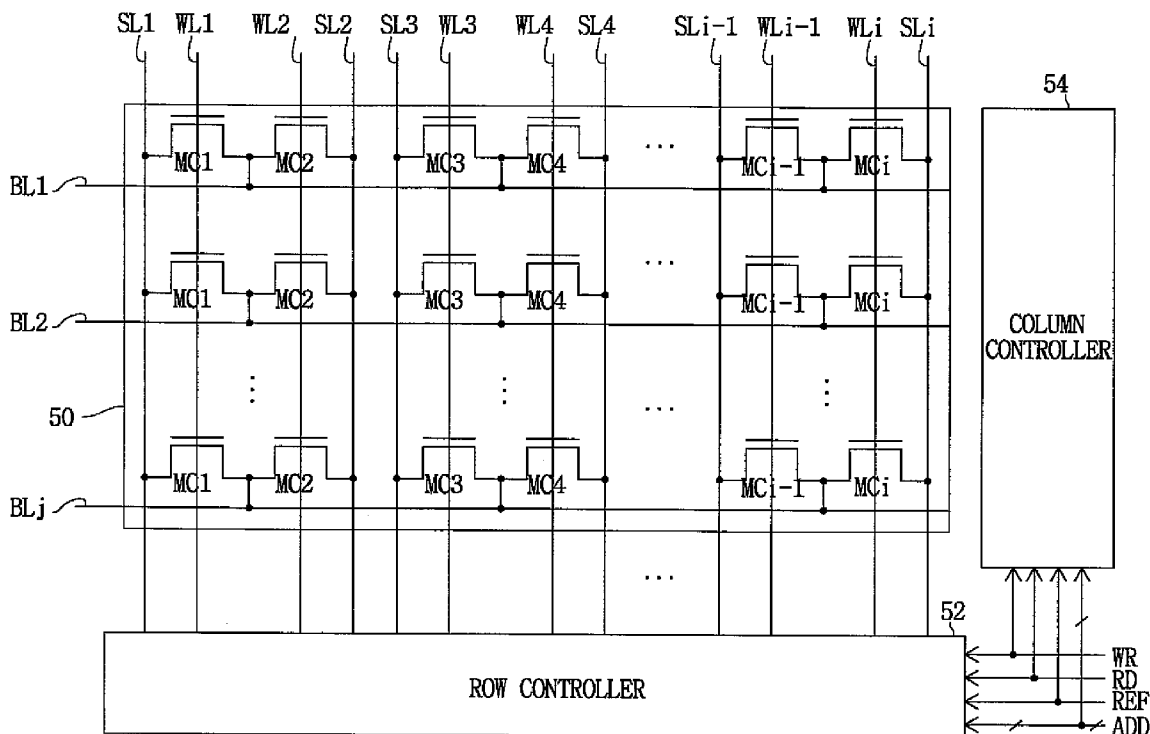 SL1 WL1 WL2 SL2 SL3 WL3 WL4 SL4 SLi-1 WLi-1 WLi SLi
54
MC1 MC2 MC3 MC4 ... MCi-1 MCi
BL1
MC1 MC2 MC3 MC4 ... MCi-1 MCi
BL2
COLUMN
CONTROLLER
50
MC1 MC2 MC3 MC4 MCi-1 MCi
BLj
52
ROW CONTROLLER
WR
RD
REF
ADD